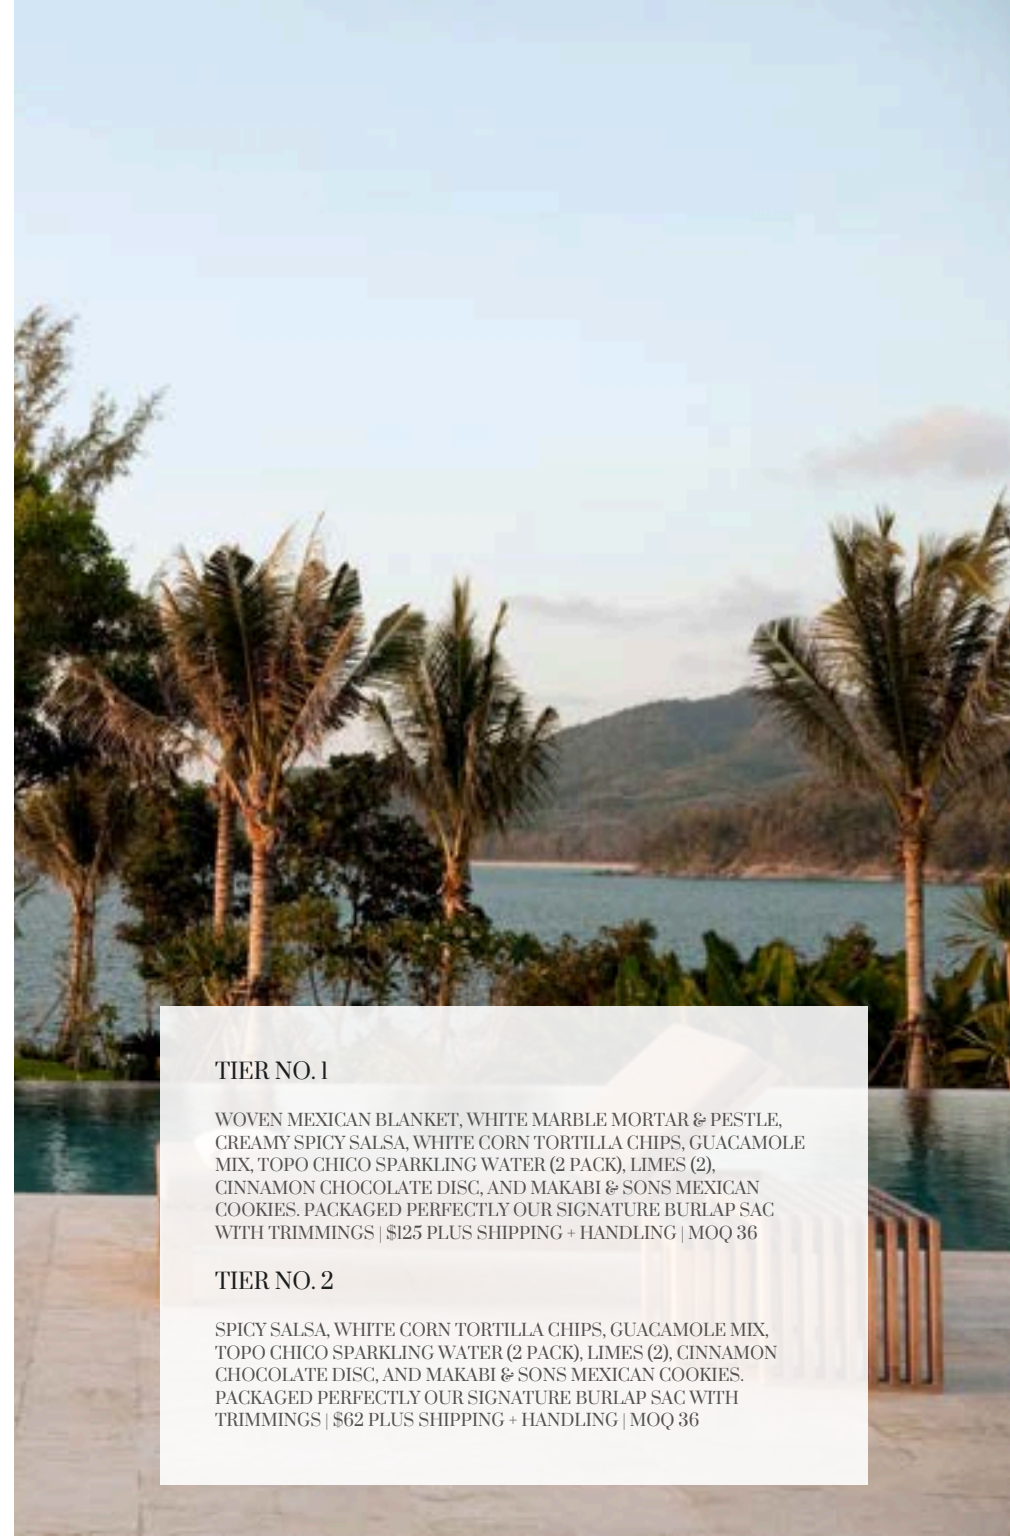 TIER NO. 1
WOVEN MEXICAN BLANKET, WHITE MARBLE MORTAR & PESTLE,
CREAMY SPICY SALSA, WHITE CORN TORTILLA CHIPS, GUACAMOLE
MIX, TOPO CHICO SPARKLING WATER (2 PACK), LIMES (2),
CINNAMON CHOCOLATE DISC, AND MAKABI & SONS MEXICAN
COOKIES. PACKAGED PERFECTLY OUR SIGNATURE BURLAP SAC
WITH TRIMMINGS | $125 PLUS SHIPPING + HANDLING | MOQ 36
TIER NO. 2
SPICY SALSA, WHITE CORN TORTILLA CHIPS, GUACAMOLE MIX,
TOPO CHICO SPARKLING WATER (2 PACK), LIMES (2), CINNAMON
CHOCOLATE DISC, AND MAKABI & SONS MEXICAN COOKIES.
PACKAGED PERFECTLY OUR SIGNATURE BURLAP SAC WITH
TRIMMINGS | $62 PLUS SHIPPING + HANDLING | MOQ 36